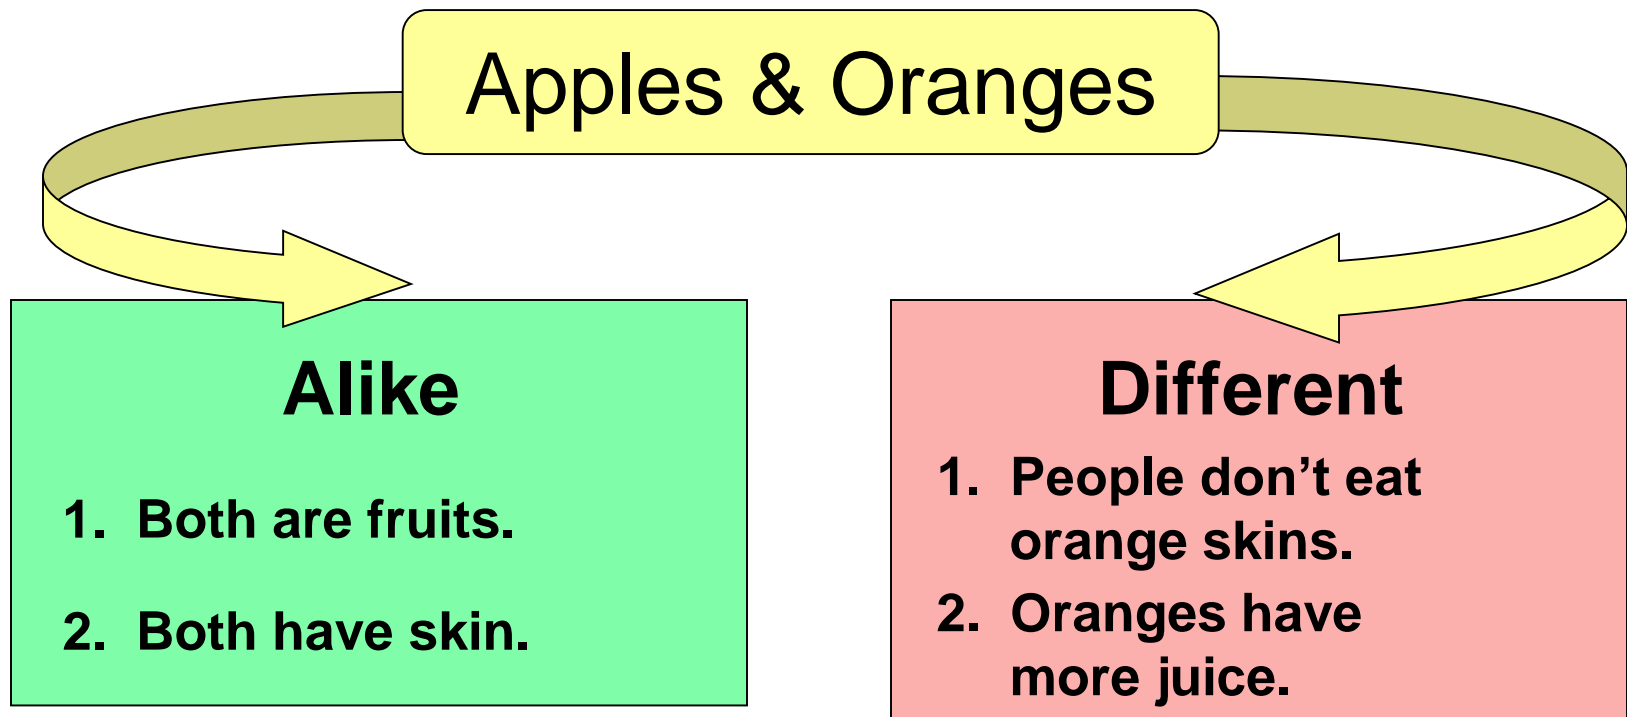 Apples & Oranges
Alike
1. Both are fruits.
2. Both have skin.
Different
1. People don’t eat
orange skins.
2. Oranges have
more juice.